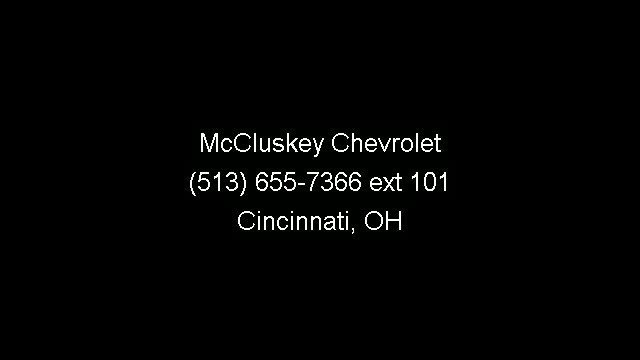 McCluskey Chevrolet
(513) 655-7366 ext 101
Cincinnati, OH